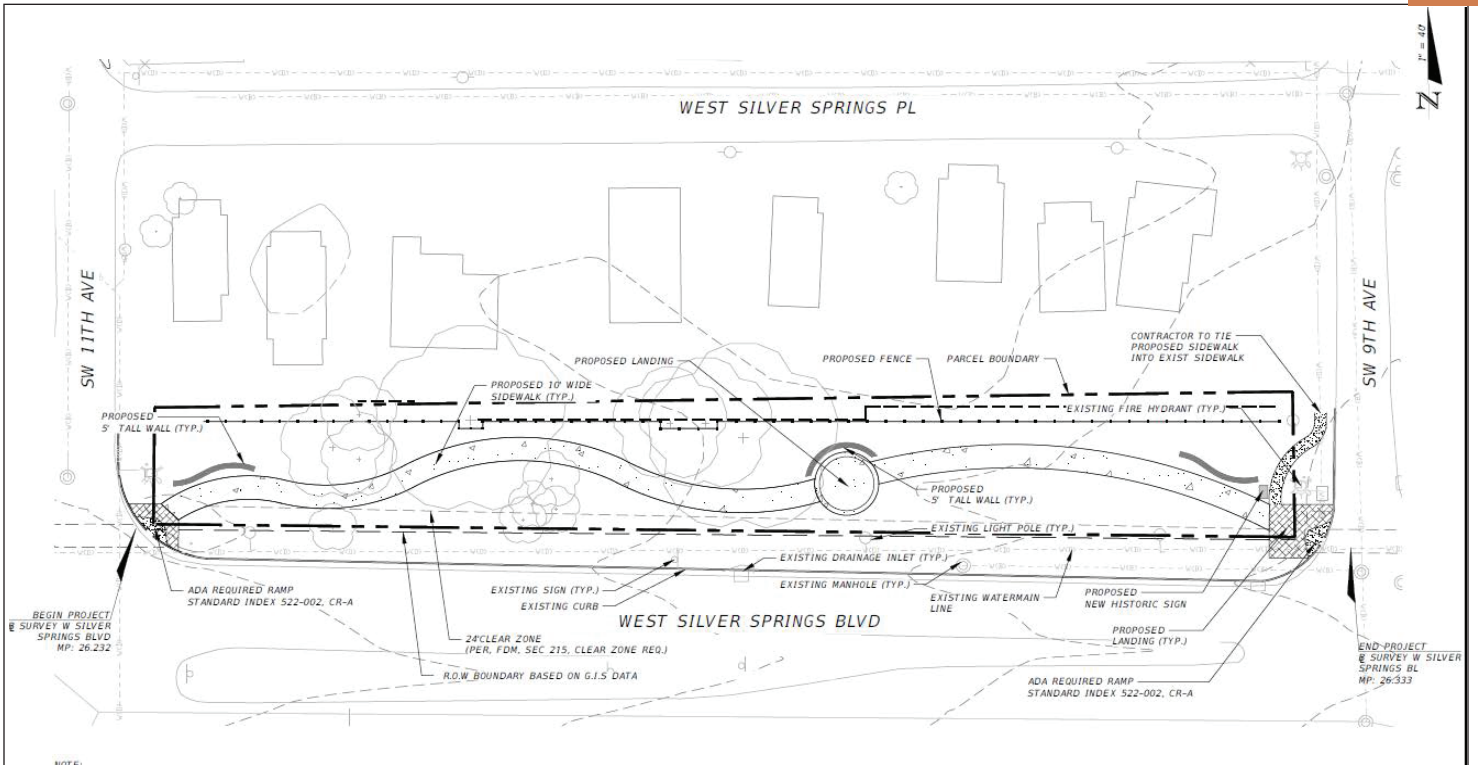 1" = 40'
N
WEST SILVER SPRINGS PL
SW 11TH AVE
SW 9TH AVE
CONTRACTOR TO TIE
PROPOSED SIDEWALK
INTO EXIST SIDEWALK
PROPOSED LANDING
PROPOSED FENCE
PARCEL BOUNDARY
PROPOSED 10' WIDE
SIDEWALK (TYP.)
EXISTING FIRE HYDRANT (TYP.)
PROPOSED
5' TALL WALL (TYP.)
PROPOSED
5' TALL WALL (TYP.)
EXISTING LIGHT POLE (TYP.)
EXISTING DRAINAGE INLET (TYP.)
EXISTING SIGN (TYP.)
EXISTING MANHOLE (TYP.)
ADA REQUIRED RAMP
STANDARD INDEX 522-002, CR-A
EXISTING CURB
EXISTING WATERMAIN
LINE
PROPOSED
NEW HISTORIC SIGN
BEGIN PROJECT
℄ SURVEY W SILVER
SPRINGS BLVD
MP: 26.232
WEST SILVER SPRINGS BLVD
24'CLEAR ZONE
(PER, FDM, SEC 215, CLEAR ZONE REQ.)
PROPOSED
LANDING (TYP.)
END PROJECT
℄ SURVEY W SILVER
SPRINGS BL
MP: 26.333
R.O.W BOUNDARY BASED ON G.I.S DATA
ADA REQUIRED RAMP
STANDARD INDEX 522-002, CR-A
NOTE: